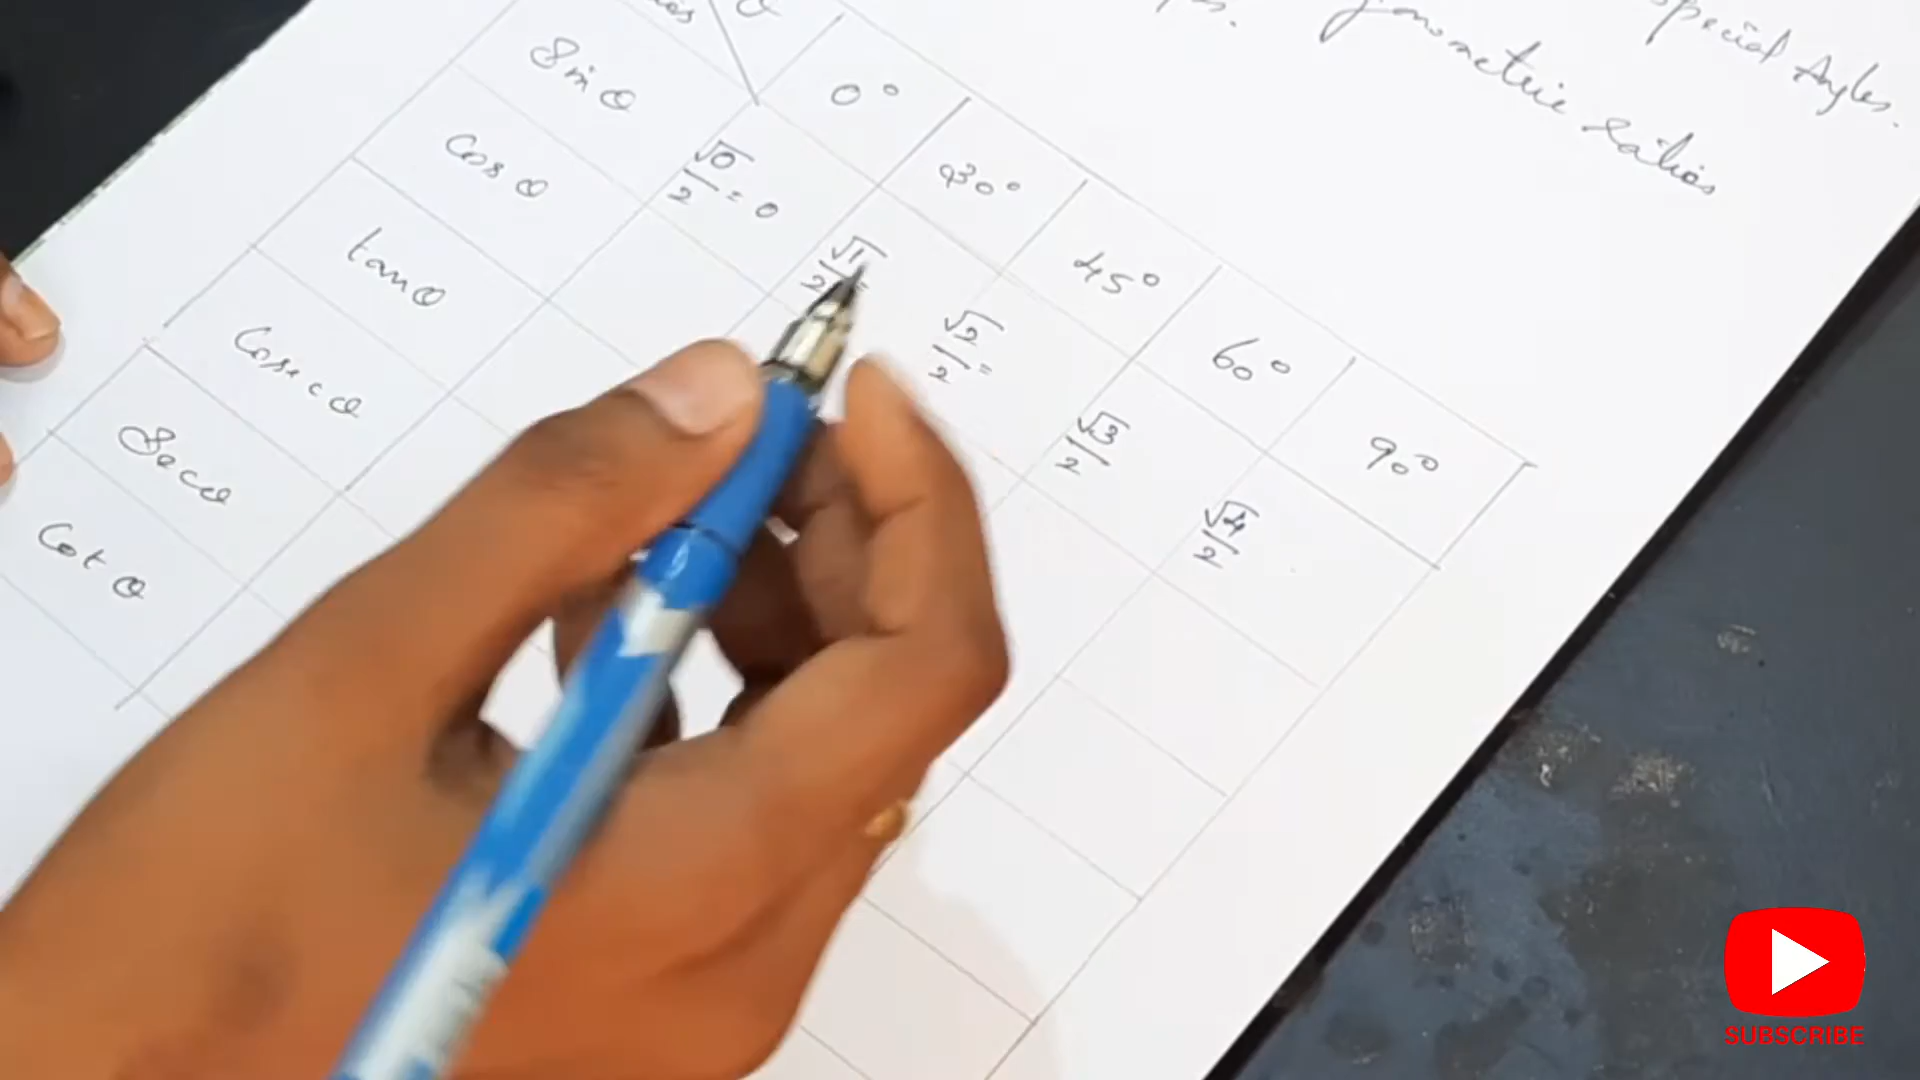 Special Angles.
ratios
θ
0° 30° 45° 60° 90°
Sin θ √0/2 = 0 √1/2 = √2/2 = √3/2 √4/2
Cos θ
tan θ
Cosec θ
Sec θ
Cot θ
SUBSCRIBE